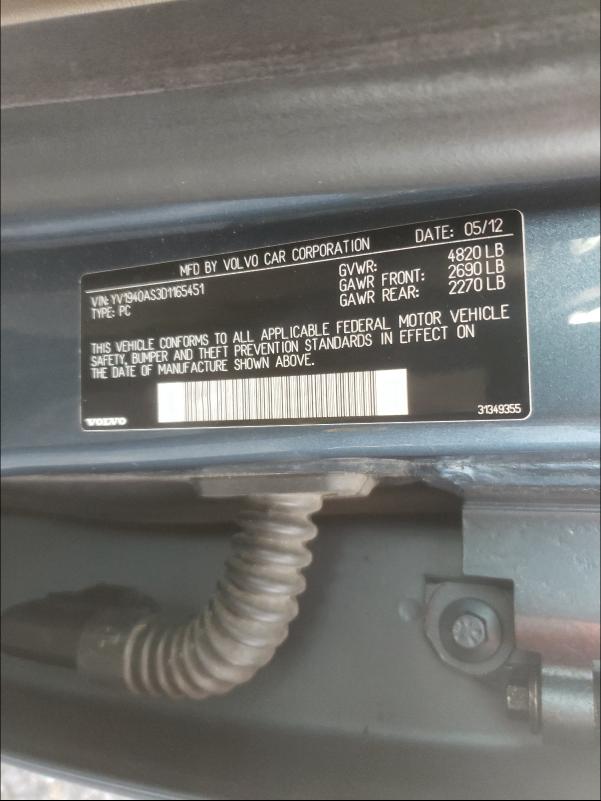 MFD BY VOLVO CAR CORPORATION DATE: 05/12
VIN: YV1940AS3D1165451 GVWR: 4820 LB
TYPE: PC GAWR FRONT: 2690 LB
GAWR REAR: 2270 LB
THIS VEHICLE CONFORMS TO ALL APPLICABLE FEDERAL MOTOR VEHICLE
SAFETY, BUMPER AND THEFT PREVENTION STANDARDS IN EFFECT ON
THE DATE OF MANUFACTURE SHOWN ABOVE.
VOLVO 31349355